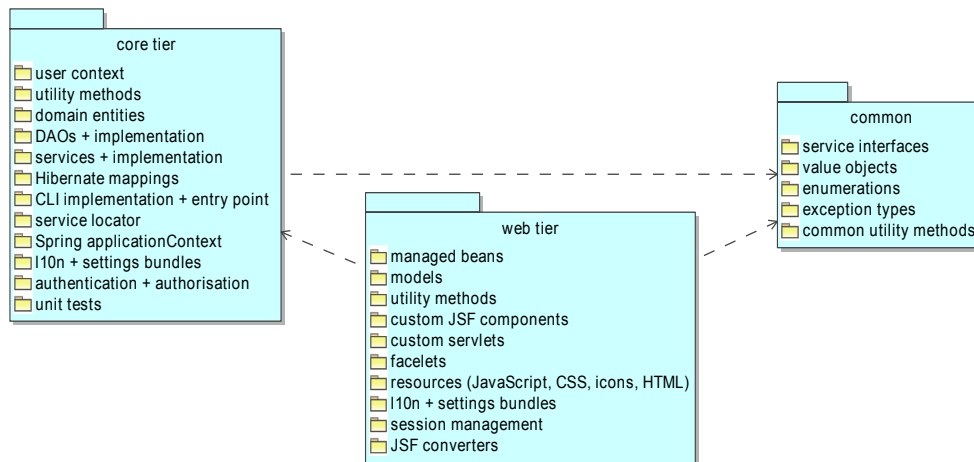 core tier
user context
utility methods
domain entities
DAOs + implementation
services + implementation
Hibernate mappings
CLI implementation + entry point
service locator
Spring applicationContext
l10n + settings bundles
authentication + authorisation
unit tests
web tier
managed beans
models
utility methods
custom JSF components
custom servlets
facelets
resources (JavaScript, CSS, icons, HTML)
l10n + settings bundles
session management
JSF converters
common
service interfaces
value objects
enumerations
exception types
common utility methods